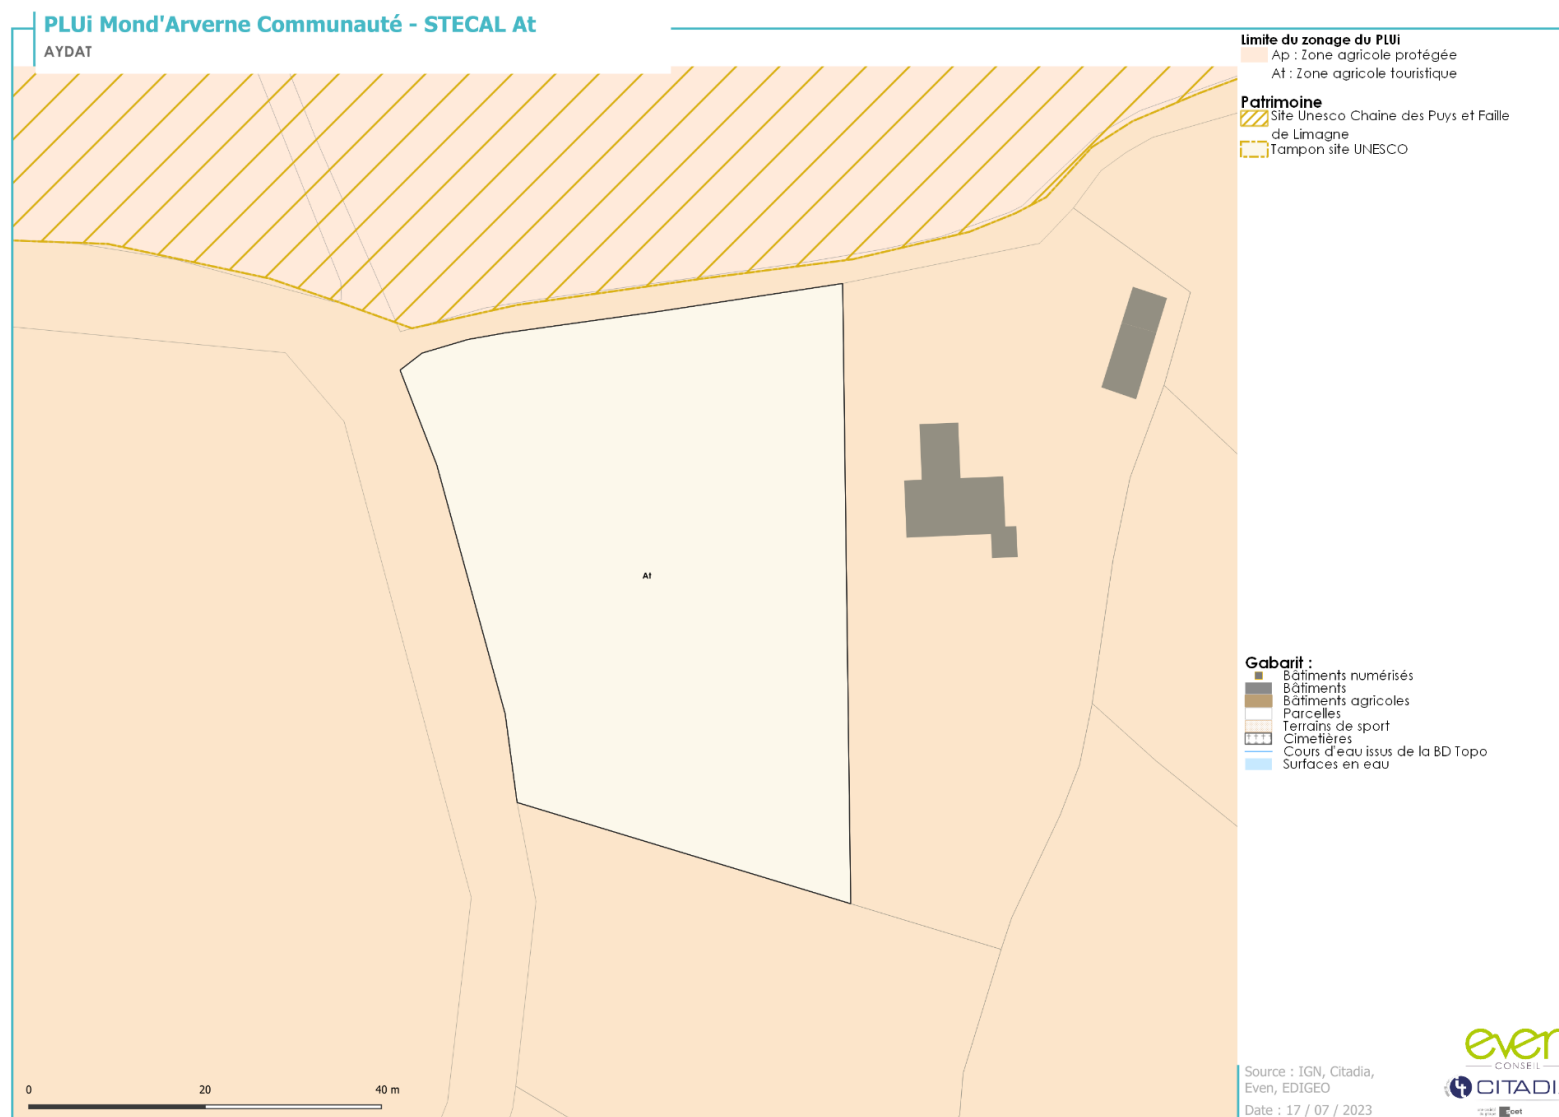 PLUi Mond'Arverne Communauté - STECAL At
AYDAT
Limite du zonage du PLUi
Ap : Zone agricole protégée
At : Zone agricole touristique
Patrimoine
Site Unesco Chaine des Puys et Faille
de Limagne
Tampon site UNESCO
At
Gabarit :
Bâtiments numérisés
Bâtiments
Bâtiments agricoles
Parcelles
Terrains de sport
Cimetières
Cours d'eau issus de la BD Topo
Surfaces en eau
0 20 40 m
Source : IGN, Citadia,
Even, EDIGEO
Date : 17 / 07 / 2023
even
CONSEIL
CITADI